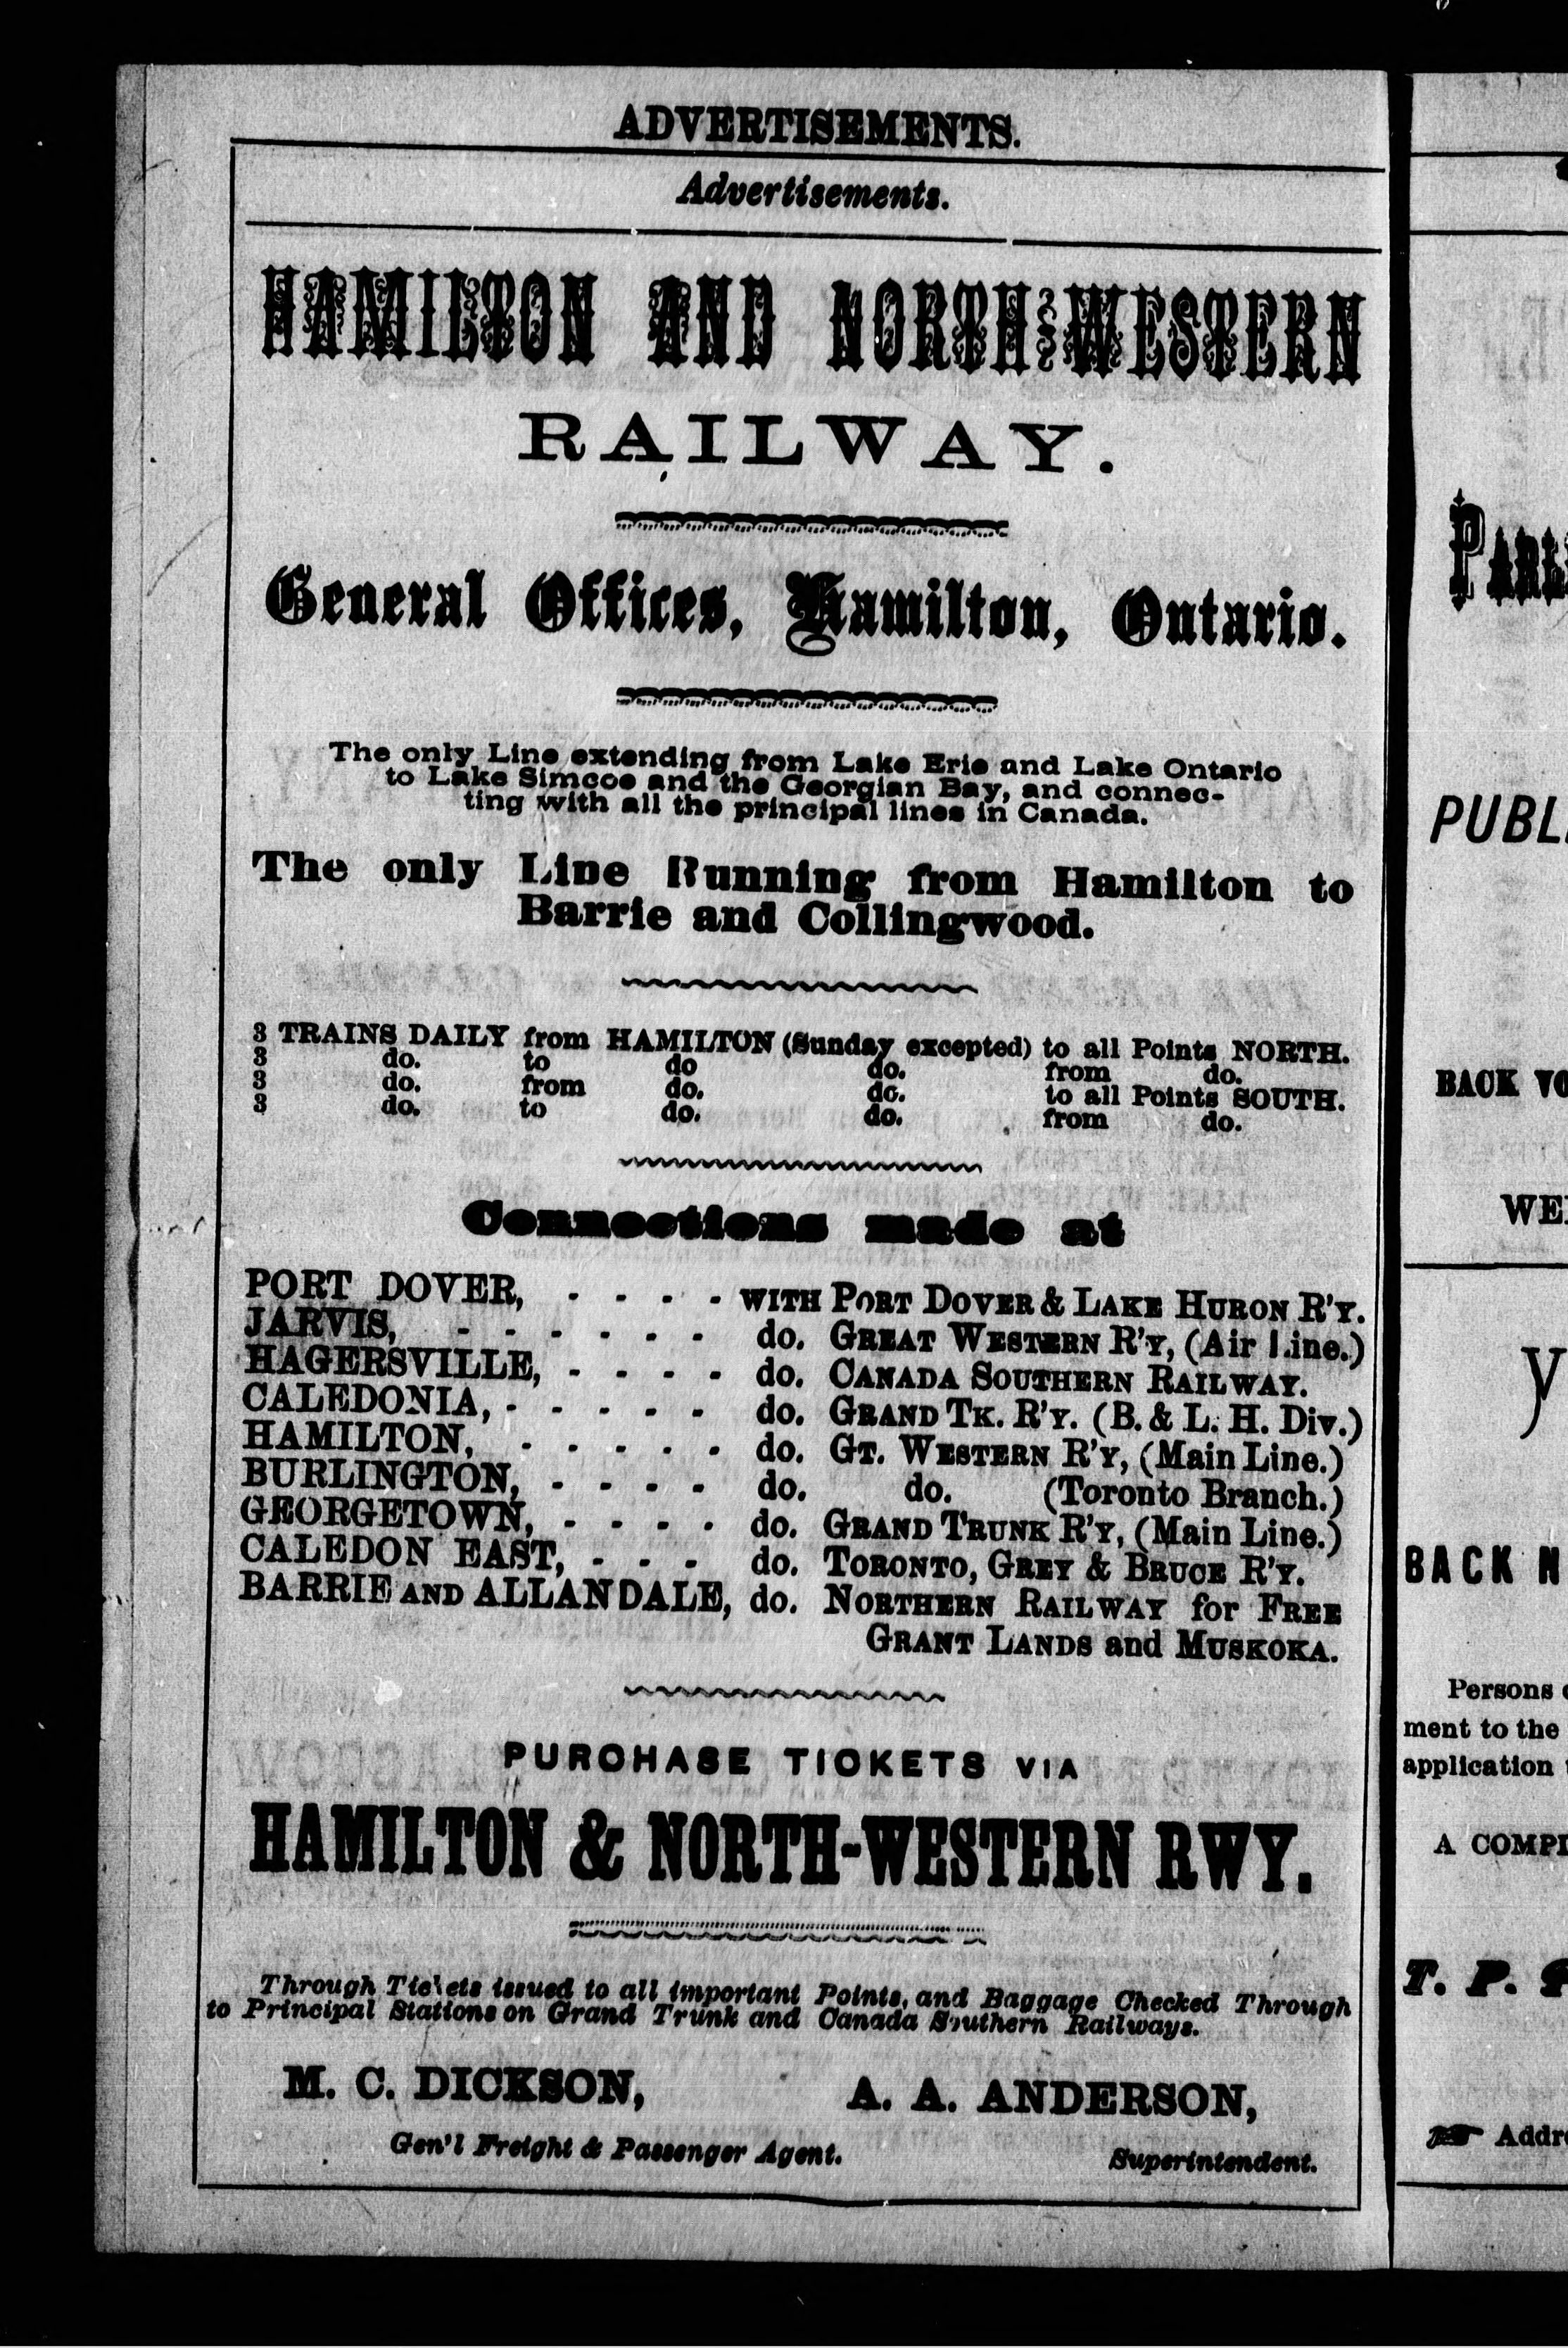 ADVERTISEMENTS.
Advertisements.
HAMILTON AND NORTH-WESTERN
RAILWAY.
General Offices, Hamilton, Ontario.
The only Line extending from Lake Erie and Lake Ontario
to Lake Simcoe and the Georgian Bay, and connec-
ting with all the principal lines in Canada.
The only Line Running from Hamilton to
Barrie and Collingwood.
3 TRAINS DAILY from HAMILTON (Sunday excepted) to all Points NORTH.
3 do. to do do. from do.
3 do. from do. do. to all Points SOUTH.
3 do. to do. do. from do.
Connections made at
PORT DOVER, - - - - WITH PORT DOVER & LAKE HURON R'Y.
JARVIS, - - - - - - do. GREAT WESTERN R'Y, (Air Line.)
HAGERSVILLE, - - - - do. CANADA SOUTHERN RAILWAY.
CALEDONIA, - - - - - do. GRAND TK. R'Y. (B. & L. H. Div.)
HAMILTON, - - - - - do. GT. WESTERN R'Y, (Main Line.)
BURLINGTON, - - - - do. do. (Toronto Branch.)
GEORGETOWN, - - - - do. GRAND TRUNK R'Y, (Main Line.)
CALEDON EAST, - - - do. TORONTO, GREY & BRUCE R'Y.
BARRIE AND ALLANDALE, do. NORTHERN RAILWAY for FREE
GRANT LANDS and MUSKOKA.
PURCHASE TICKETS VIA
HAMILTON & NORTH-WESTERN RWY.
Through Tickets issued to all important Points, and Baggage Checked Through
to Principal Stations on Grand Trunk and Canada Southern Railways.
M. C. DICKSON,
Gen'l Freight & Passenger Agent.
A. A. ANDERSON,
Superintendent.
PUBL
BACK VO
WE
BACK N
Persons
ment to the
application
A COMPL
T. P.
Addr